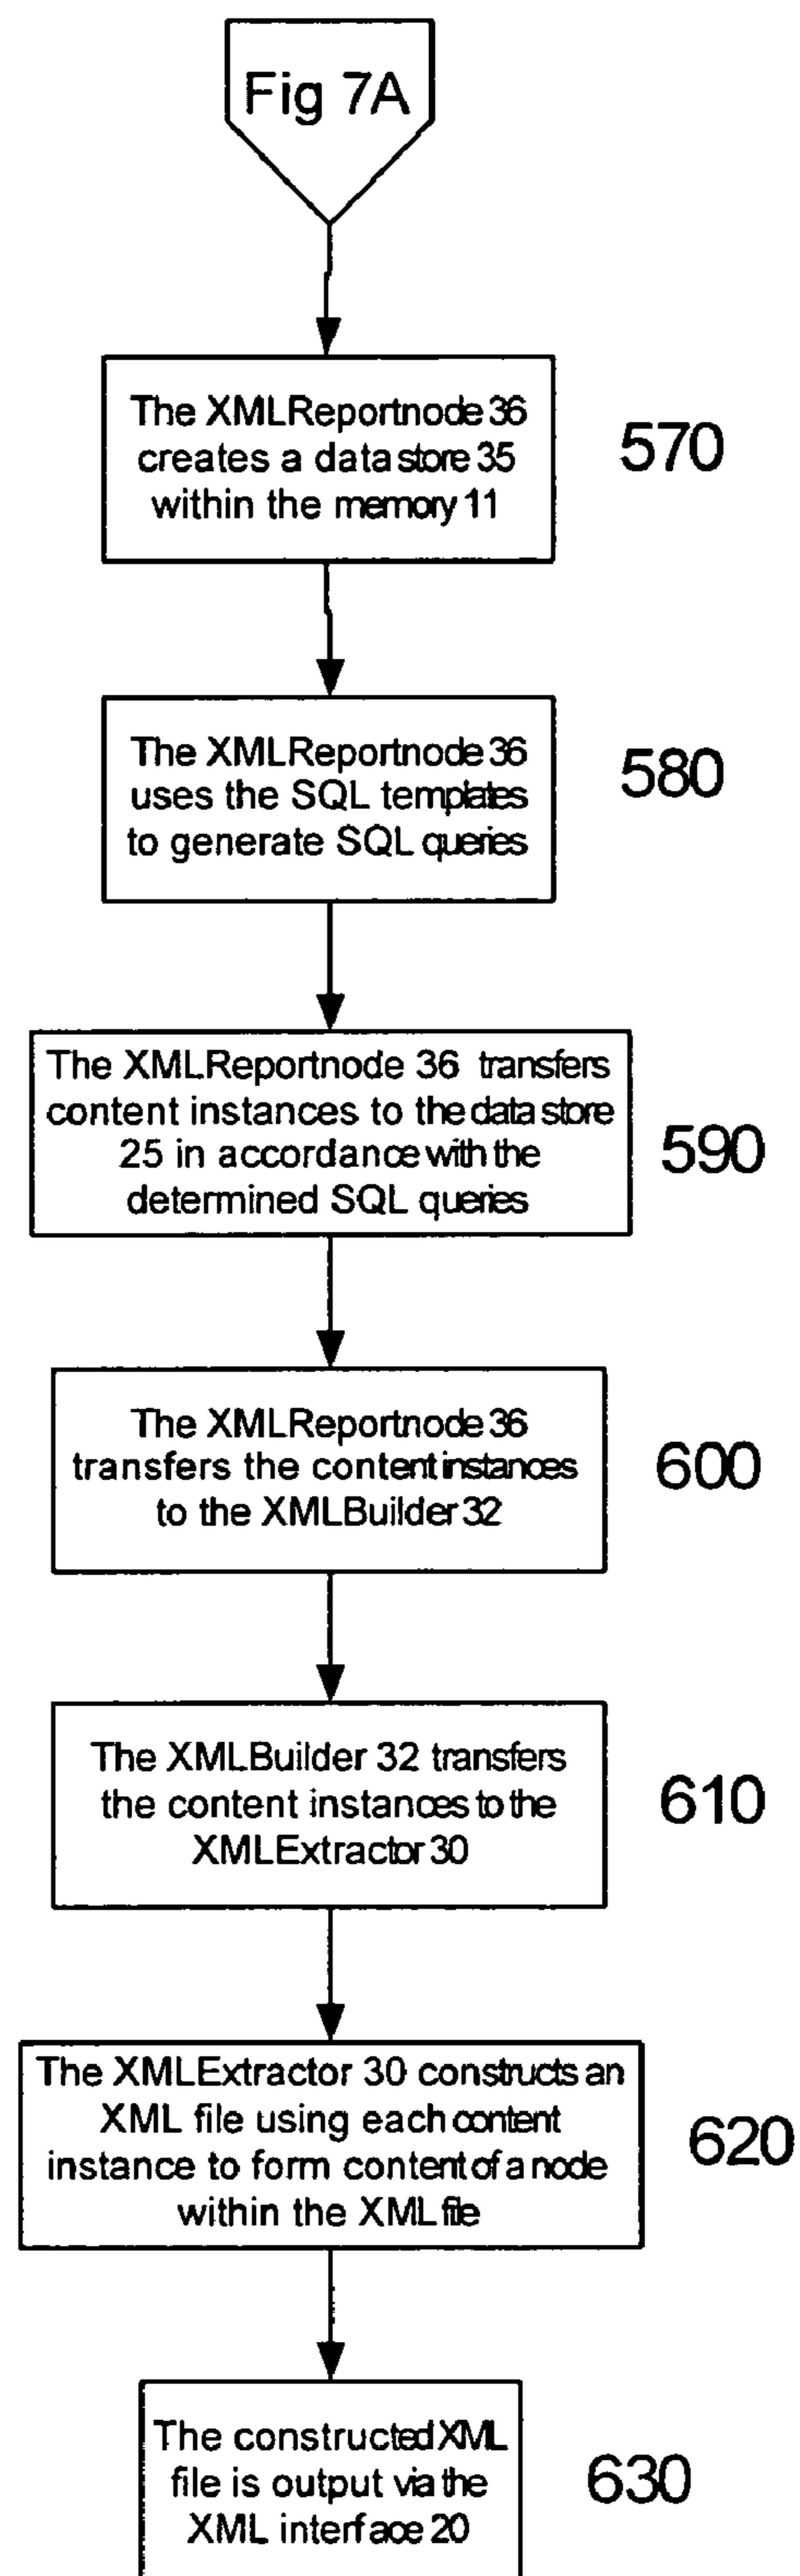 Fig 7A
The XMLReportnode 36
creates a data store 35
within the memory 11
570
The XMLReportnode 36
uses the SQL templates
to generate SQL queries
580
The XMLReportnode 36 transfers
content instances to the data store
25 in accordance with the
determined SQL queries
590
The XMLReportnode 36
transfers the content instances
to the XMLBuilder 32
600
The XMLBuilder 32 transfers
the content instances to the
XMLExtractor 30
610
The XMLExtractor 30 constructs an
XML file using each content
instance to form content of a node
within the XML file
620
The constructed XML
file is output via the
XML interface 20
630